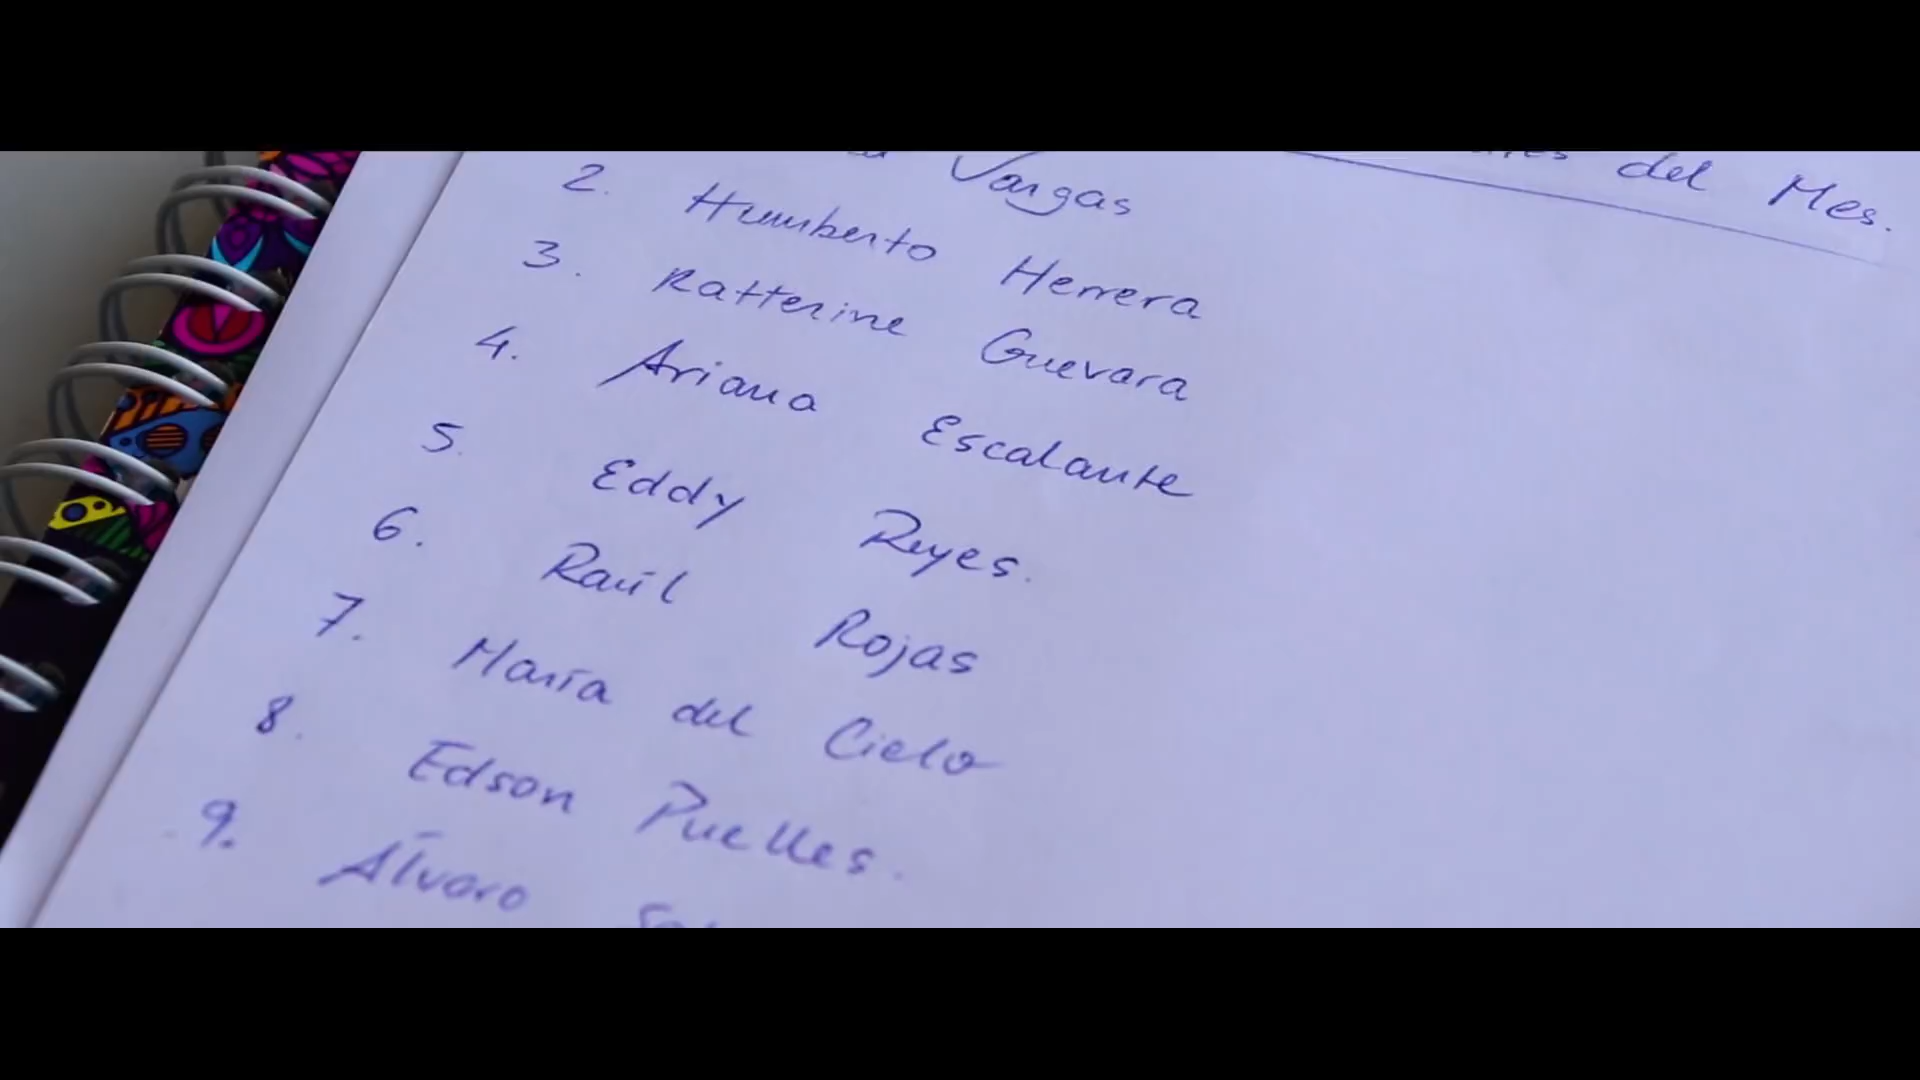 del Mes.
Vargas
2. Humberto Herrera
3. Katterine Guevara
4. Ariana Escalante
5. Eddy Reyes.
6. Raúl Rojas
7. María del Cielo
8. Edson Puelles.
9. Álvaro